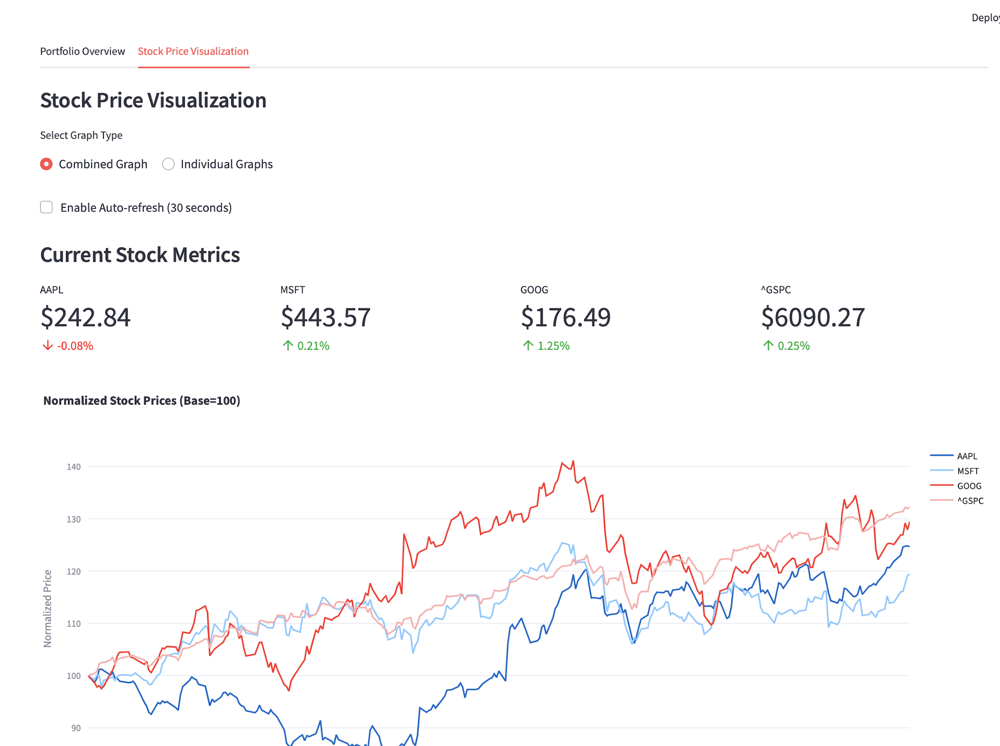 Deploy
Portfolio Overview Stock Price Visualization
Stock Price Visualization
Select Graph Type
Combined Graph Individual Graphs
Enable Auto-refresh (30 seconds)
Current Stock Metrics
AAPL MSFT GOOG ^GSPC
$242.84 $443.57 $176.49 $6090.27
-0.08% 0.21% 1.25% 0.25%
Normalized Stock Prices (Base=100)
140
130
120
110
100
90
Normalized Price
AAPL
MSFT
GOOG
^GSPC